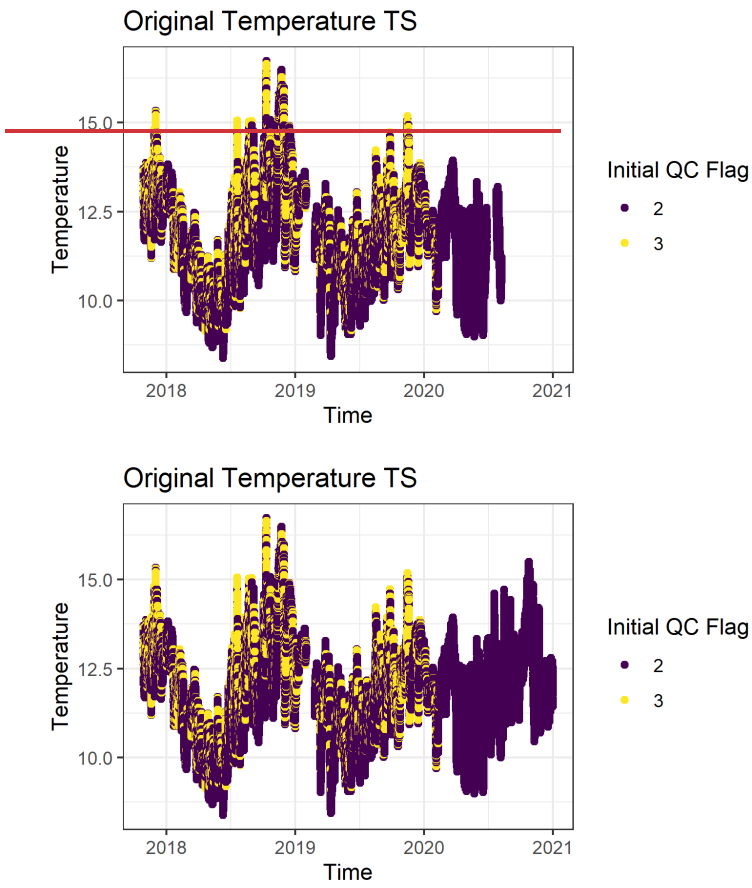 Original Temperature TS
15.0
12.5
10.0
Temperature
2018 2019 2020 2021
Time
Initial QC Flag
2
3
Original Temperature TS
15.0
12.5
10.0
Temperature
2018 2019 2020 2021
Time
Initial QC Flag
2
3